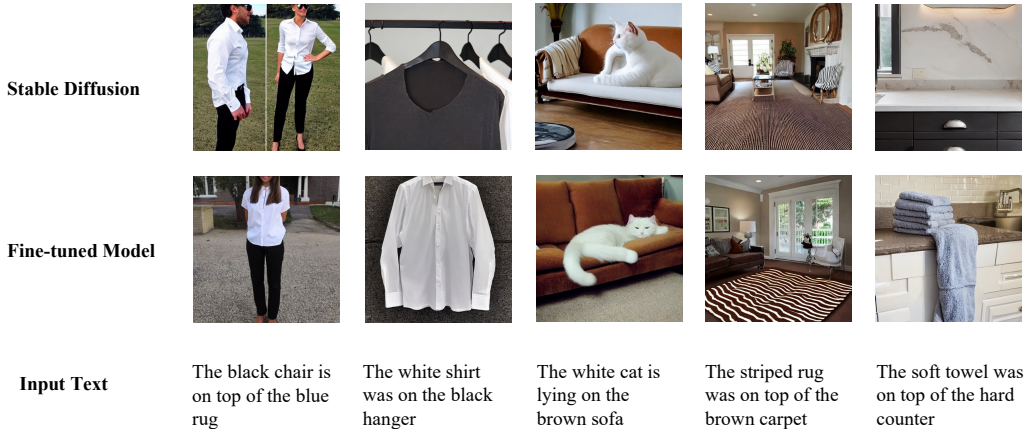 Stable Diffusion
Fine-tuned Model
Input Text
The black chair is
on top of the blue
rug
The white shirt
was on the black
hanger
The white cat is
lying on the
brown sofa
The striped rug
was on top of the
brown carpet
The soft towel was
on top of the hard
counter